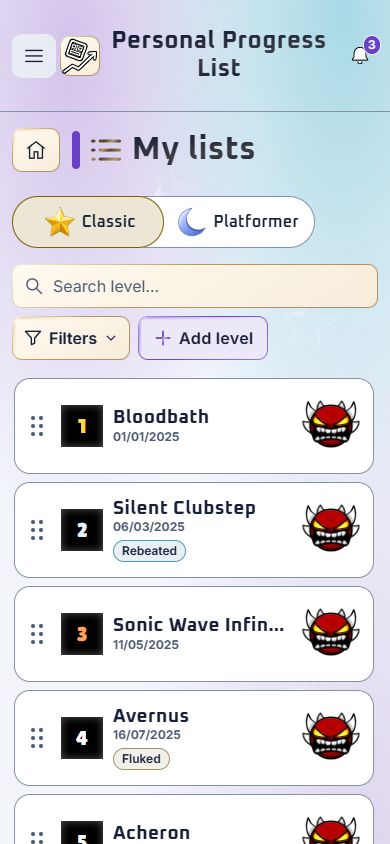 Personal Progress
List
3
My lists
Classic
Platformer
Search level...
Filters
Add level
1
Bloodbath
01/01/2025
2
Silent Clubstep
06/03/2025
Rebeated
3
Sonic Wave Infin...
11/05/2025
4
Avernus
16/07/2025
Fluked
5
Acheron